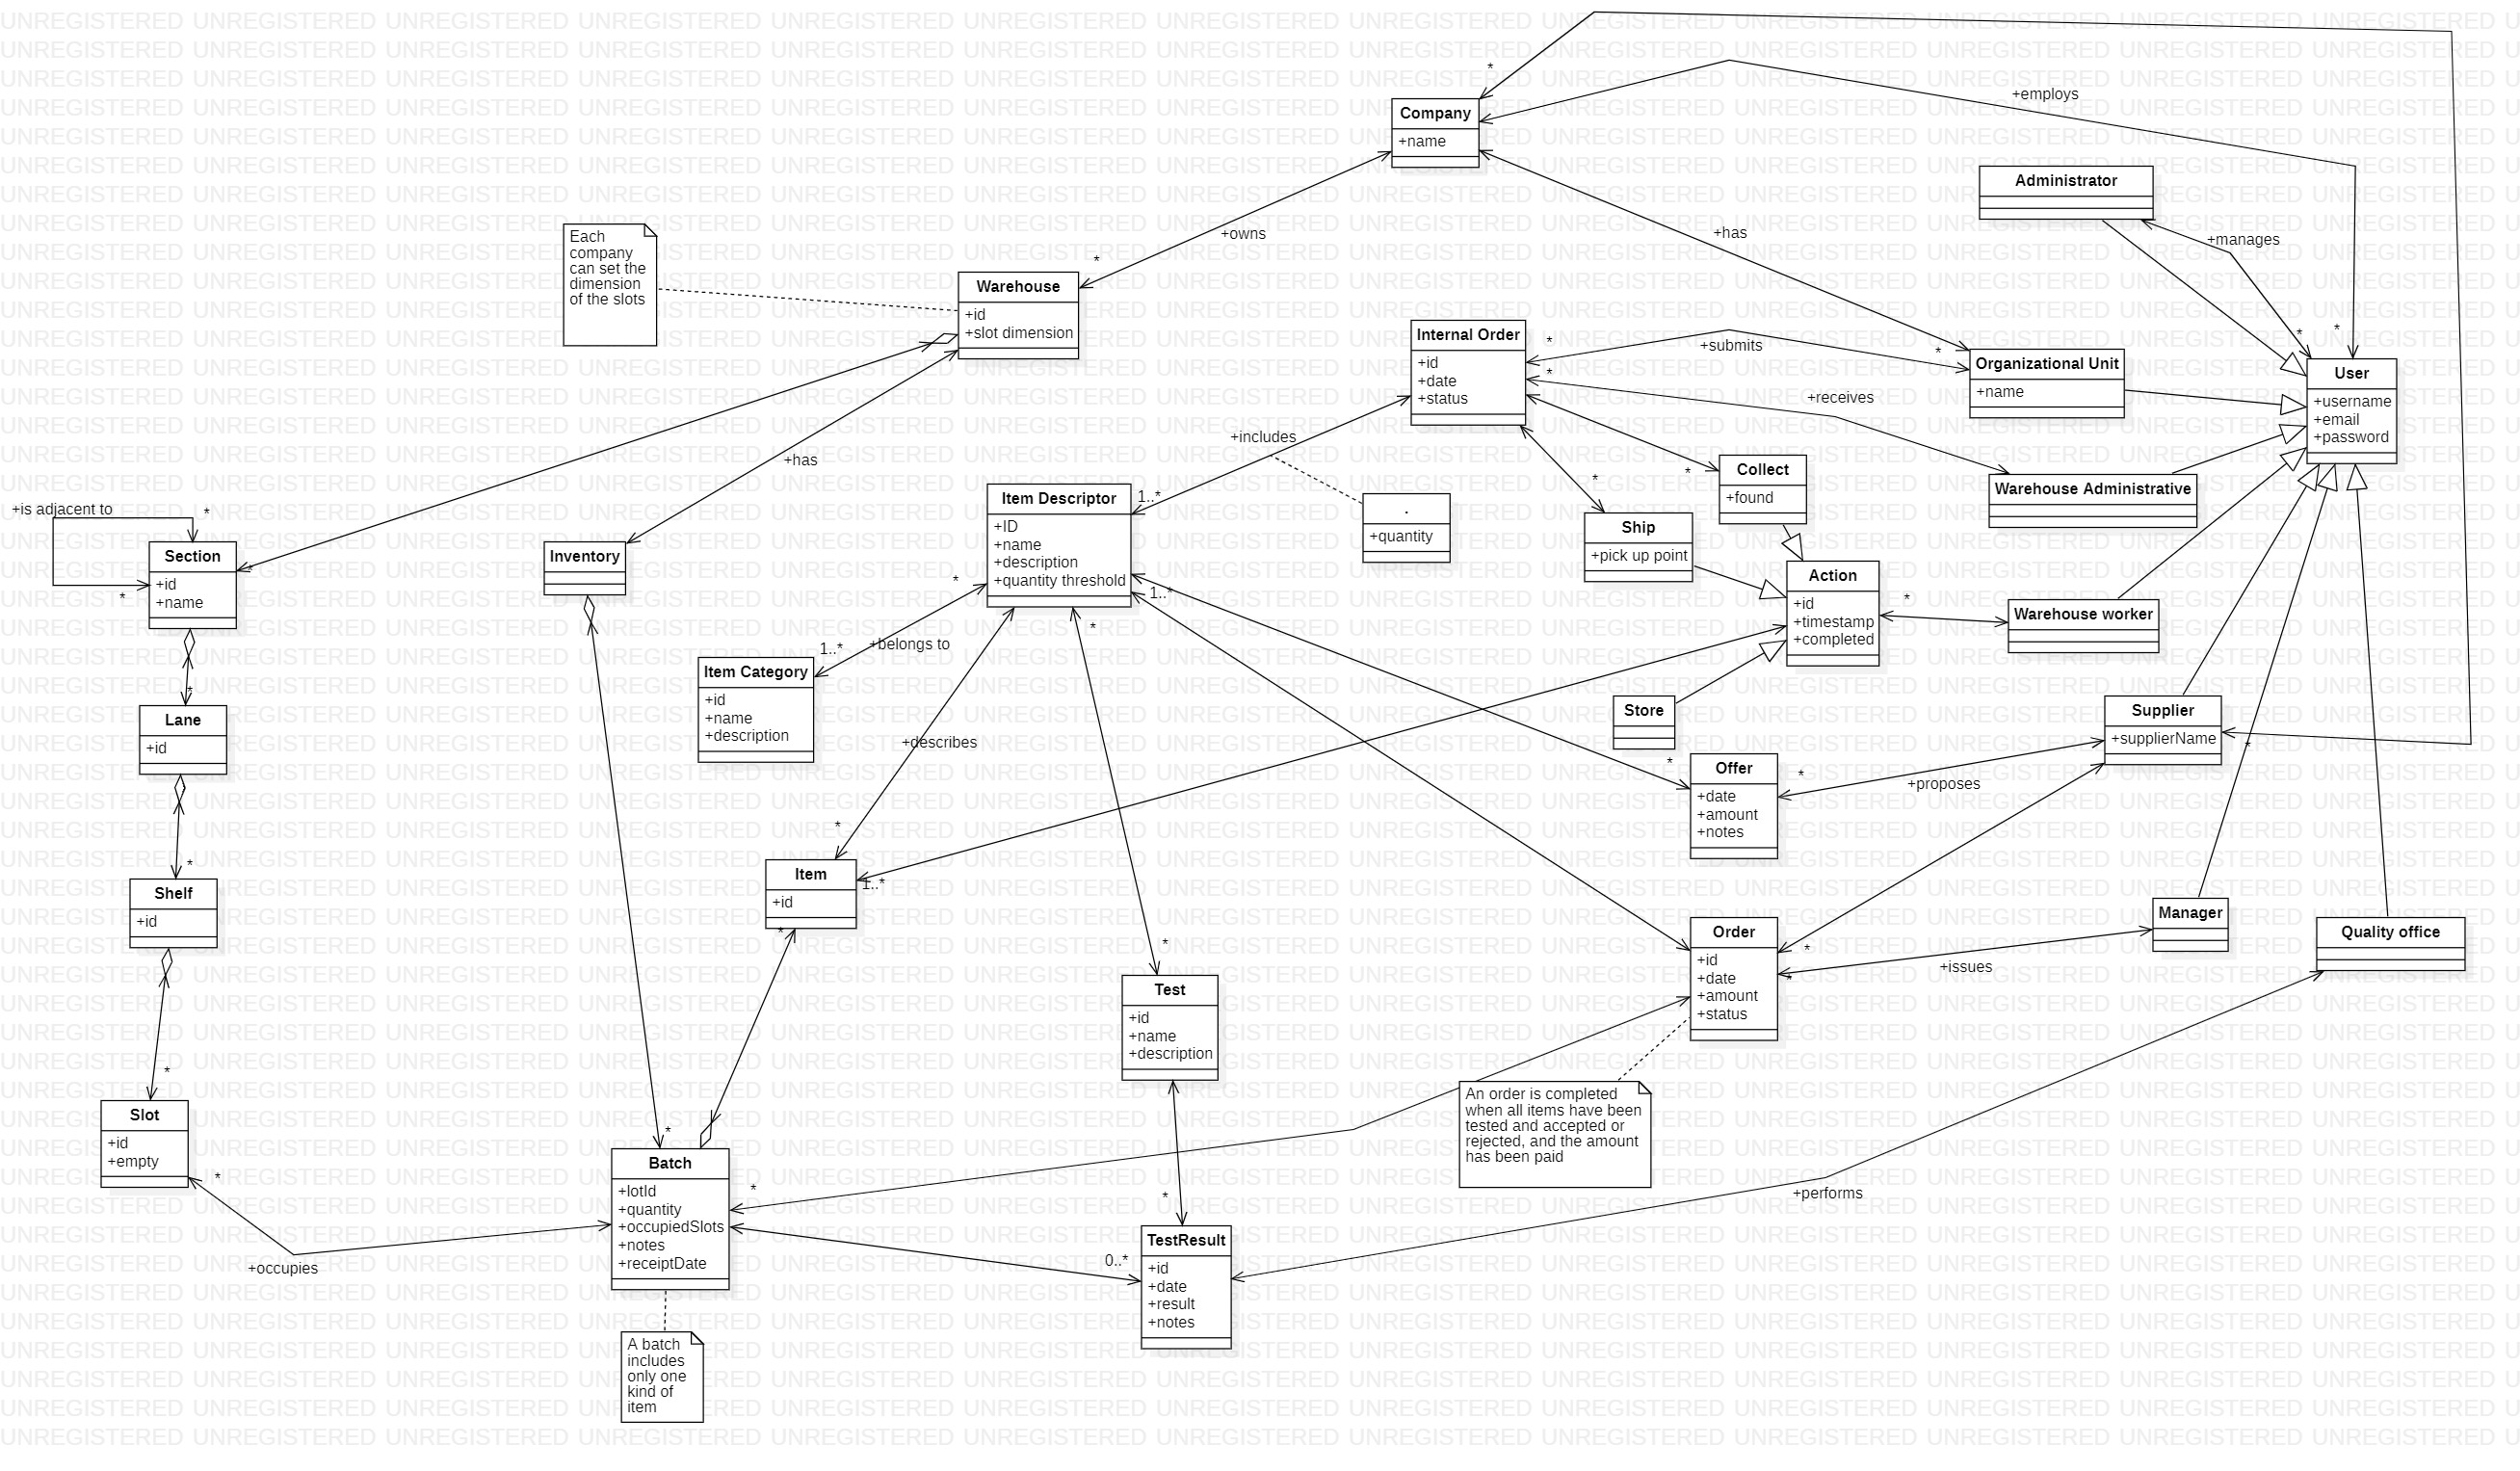 Company
+name
*
+employs
Administrator
+manages
*
*
Each
company
can set the
dimension
of the slots
+owns
*
+has
Warehouse
+id
+slot dimension
Internal Order
+id
+date
+status
*
+submits
*
*
+receives
Organizational Unit
+name
User
+username
+email
+password
+includes
+has
.
+quantity
Item Descriptor
+ID
+name
+description
+quantity threshold
1..*
1..*
*
Collect
+found
*
Ship
+pick up point
*
Warehouse Administrative
+is adjacent to
*
*
Section
+id
+name
*
Inventory
Action
+id
+timestamp
+completed
*
Warehouse worker
1..*
+belongs to
*
Item Category
+id
+name
+description
+describes
*
*
Lane
+id
Store
Supplier
+supplierName
*
Offer
+date
+amount
+notes
*
*
+proposes
*
Shelf
+id
*
Item
+id
1..*
*
Order
+id
+date
+amount
+status
*
*
+issues
Manager
Quality office
*
Test
+id
+name
+description
*
Slot
+id
+empty
*
+occupies
*
Batch
+lotId
+quantity
+occupiedSlots
+notes
+receiptDate
*
An order is completed
when all items have been
tested and accepted or
rejected, and the amount
has been paid
+performs
*
0..*
TestResult
+id
+date
+result
+notes
A batch
includes
only one
kind of
item
UNREGISTERED